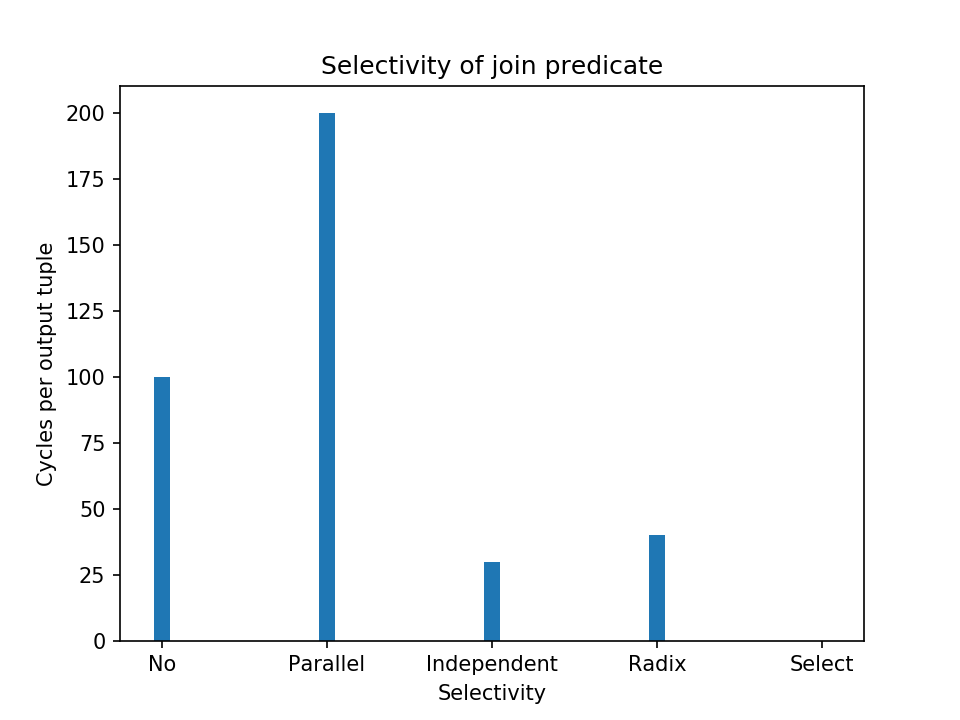 Selectivity of join predicate
Cycles per output tuple
200
175
150
125
100
75
50
25
0
No Parallel Independent Radix Select
Selectivity